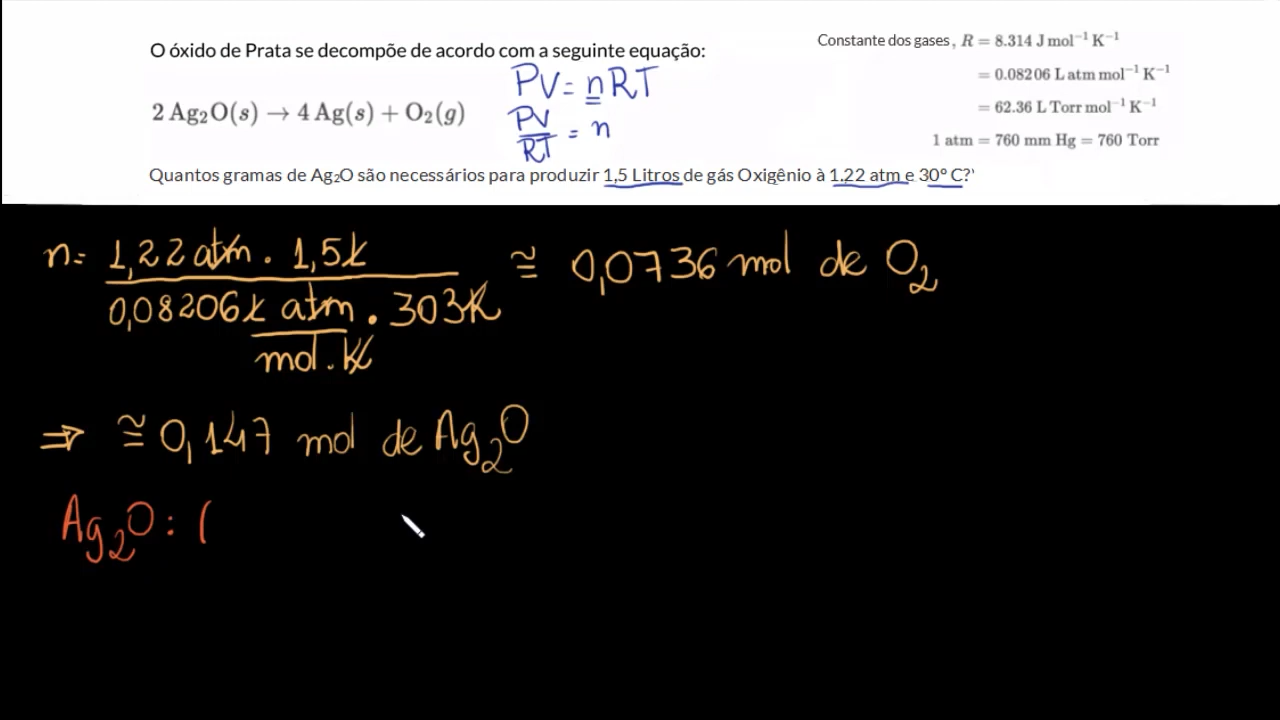 O óxido de Prata se decompõe de acordo com a seguinte equação:
2 Ag₂O(s) → 4 Ag(s) + O₂(g)
PV = nRT
PV/RT = n
Constante dos gases, R = 8.314 J mol⁻¹ K⁻¹
= 0.08206 L atm mol⁻¹ K⁻¹
= 62.36 L Torr mol⁻¹ K⁻¹
1 atm = 760 mm Hg = 760 Torr
Quantos gramas de Ag₂O são necessários para produzir 1,5 Litros de gás Oxigênio à 1.22 atm e 30° C?'
n = 1,22 atm . 1,5L ≅ 0,0736 mol de O₂
0,08206 L atm . 303K
mol . K
⇒ ≅ 0,147 mol de Ag₂O
Ag₂O : (